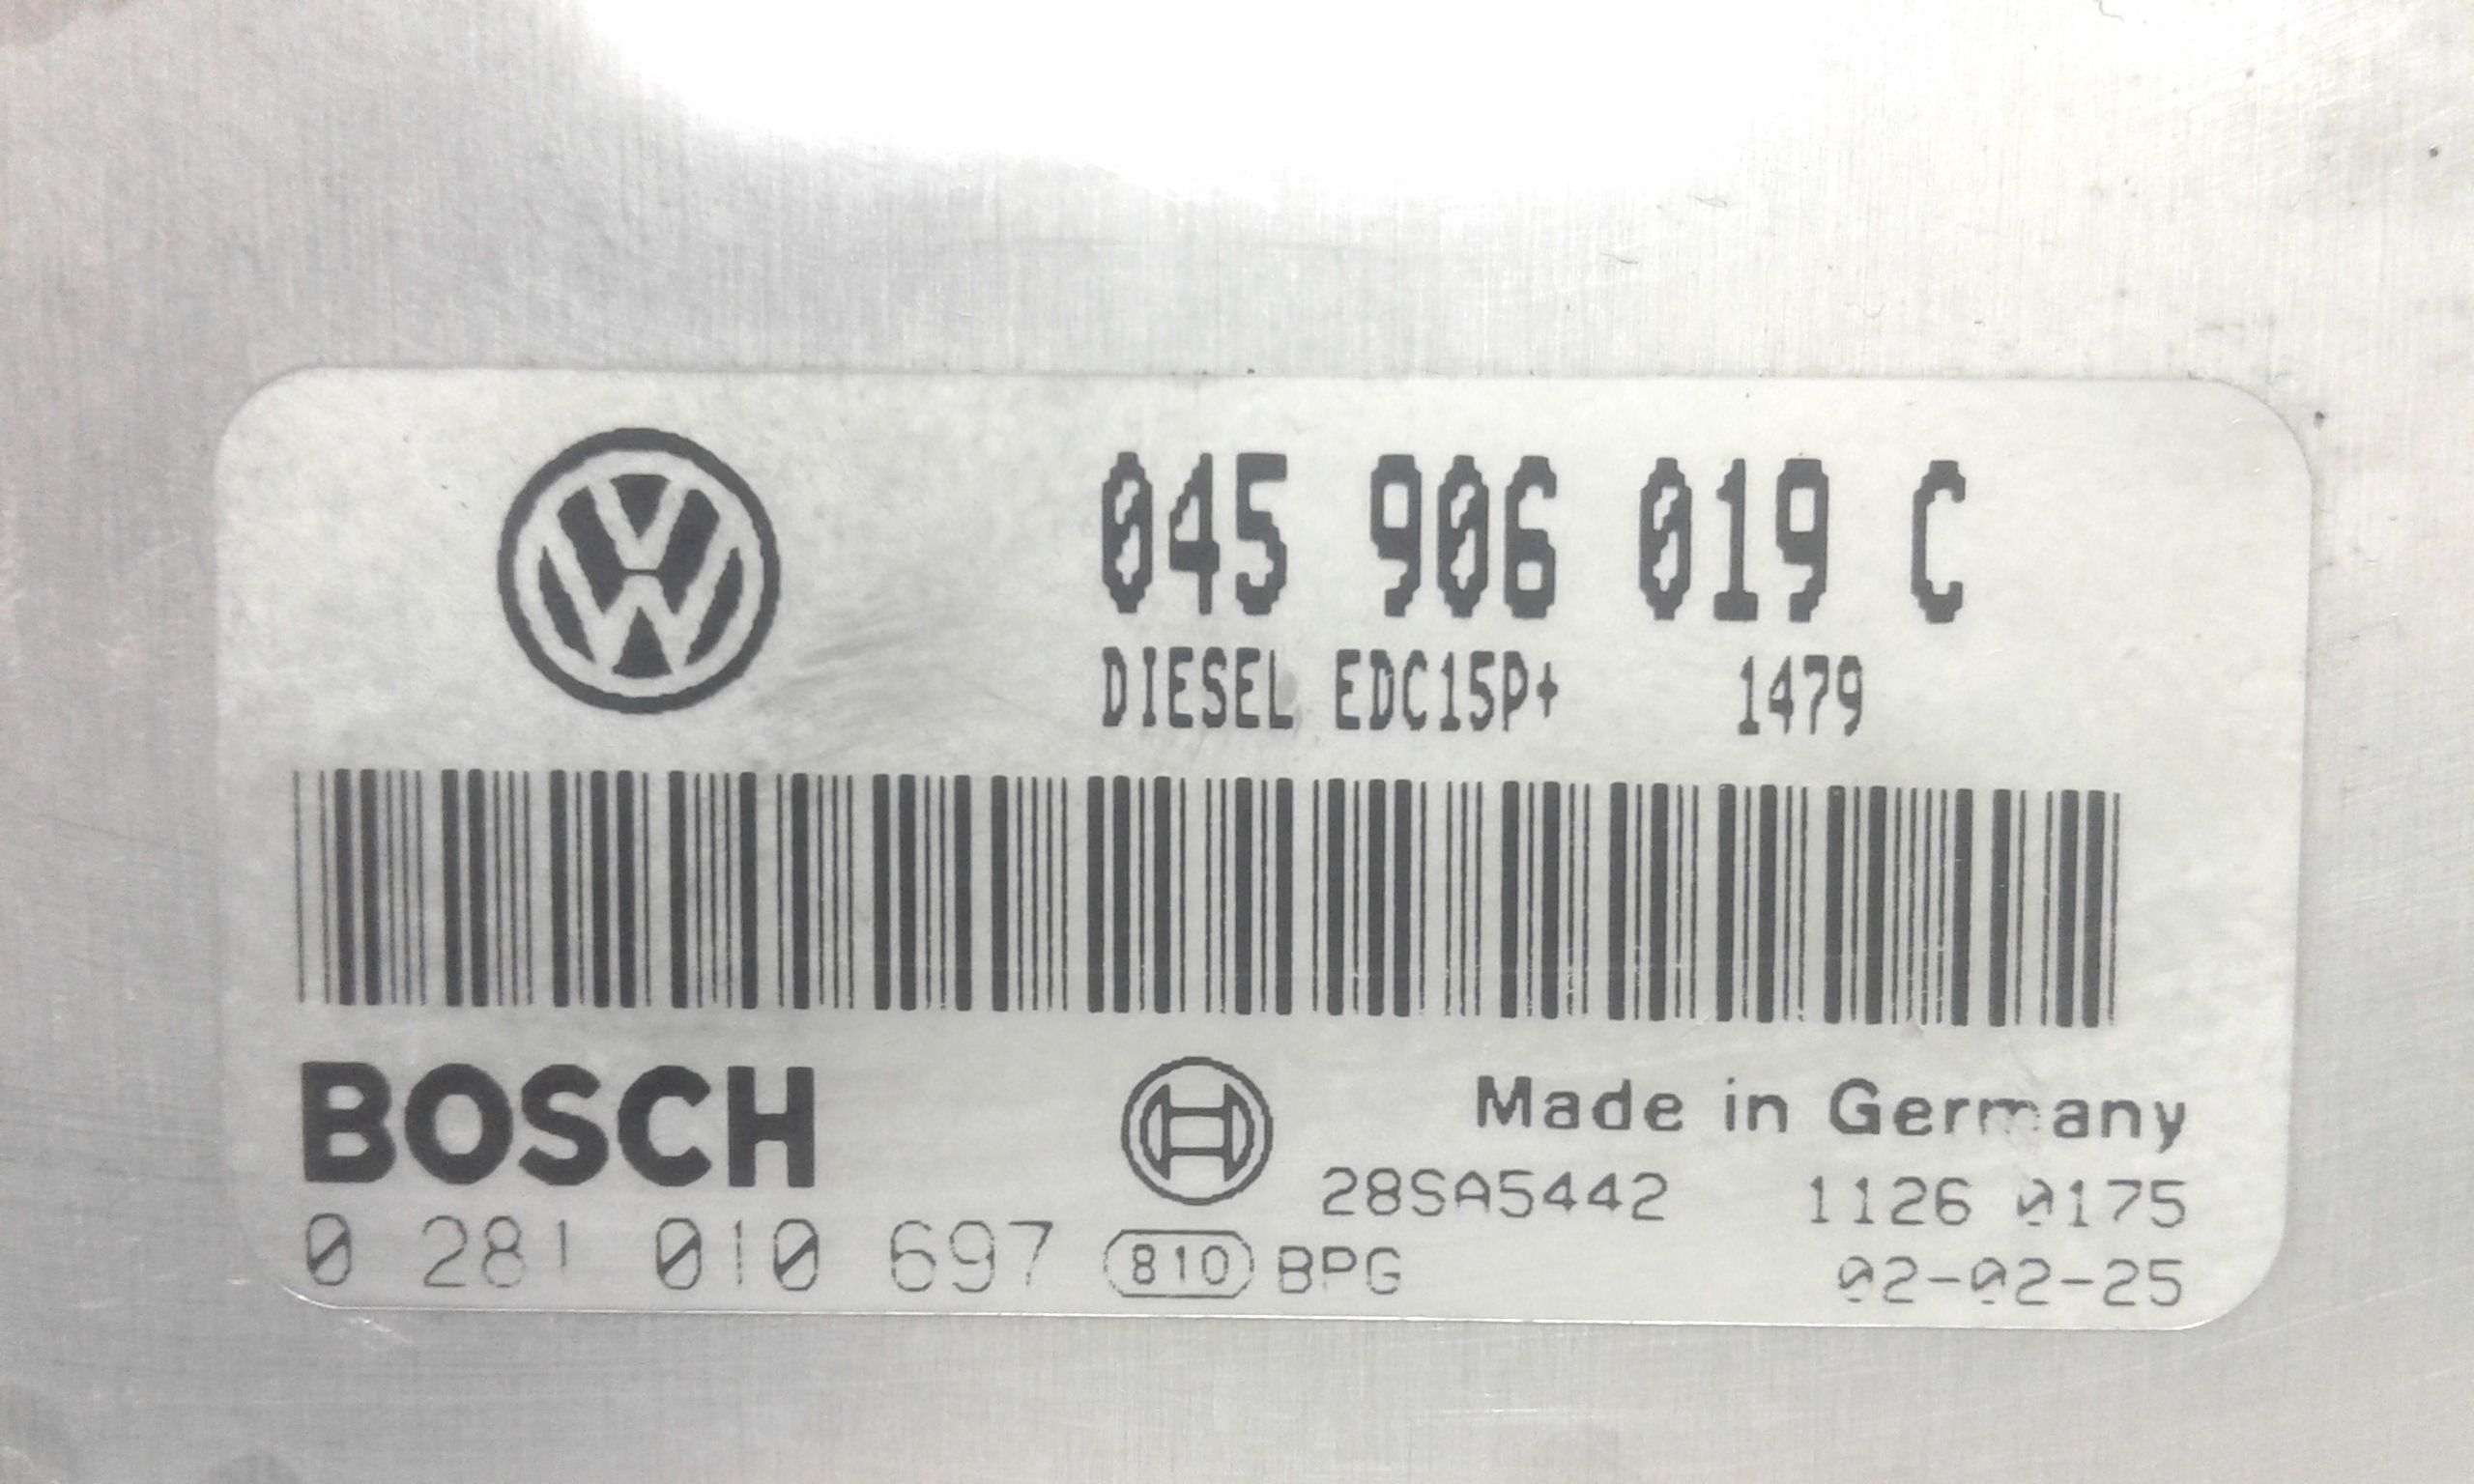 045 906 019 C
DIESEL EDC15P+ 1479
BOSCH
Made in Germany
28SA5442 1126 0175
0 281 010 697 810 BPG 02-02-25